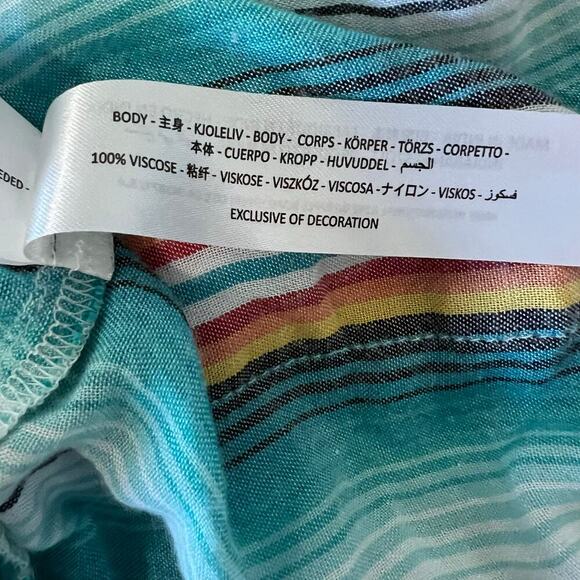 BODY - 主身 - KJOLELIV - BODY - CORPS - KÖRPER - TÖRZS - CORPETTO -
本体 - CUERPO - KROPP - HUVUDDEL - الجسم -
100% VISCOSE - 粘纤 - VISKOSE - VISZKÓZ - VISCOSA -ナイロン - VISKOS - فسكوز
EXCLUSIVE OF DECORATION
EDED -